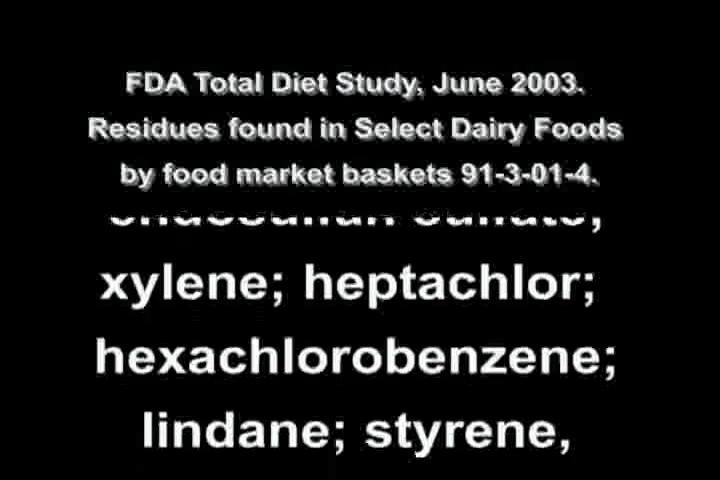 FDA Total Diet Study, June 2003.
Residues found in Select Dairy Foods
by food market baskets 91-3-01-4.
xylene; heptachlor;
hexachlorobenzene;
lindane; styrene,